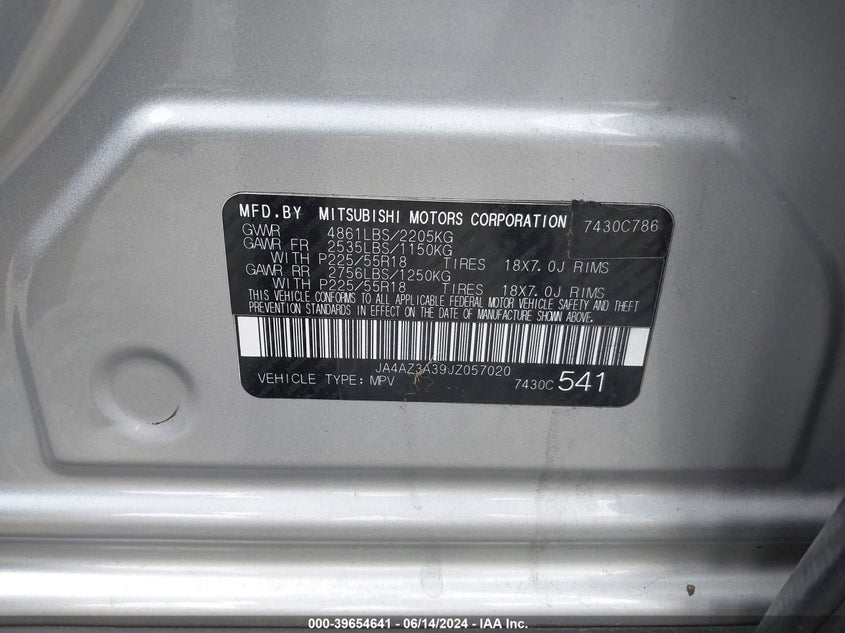 MFD.BY MITSUBISHI MOTORS CORPORATION 7430C786
GVWR 4861LBS/2205KG
GAWR FR 2535LBS/1150KG
WITH P225/55R18 TIRES 18X7.0J RIMS
GAWR RR 2756LBS/1250KG
WITH P225/55R18 TIRES 18X7.0J RIMS
THIS VEHICLE CONFORMS TO ALL APPLICABLE FEDERAL MOTOR VEHICLE SAFETY AND THEFT
PREVENTION STANDARDS IN EFFECT ON THE DATE OF MANUFACTURE SHOWN ABOVE.
JA4AZ3A39JZ057020
VEHICLE TYPE: MPV 7430C 541
000-39654641 / 06/14/2024 - IAA Inc.